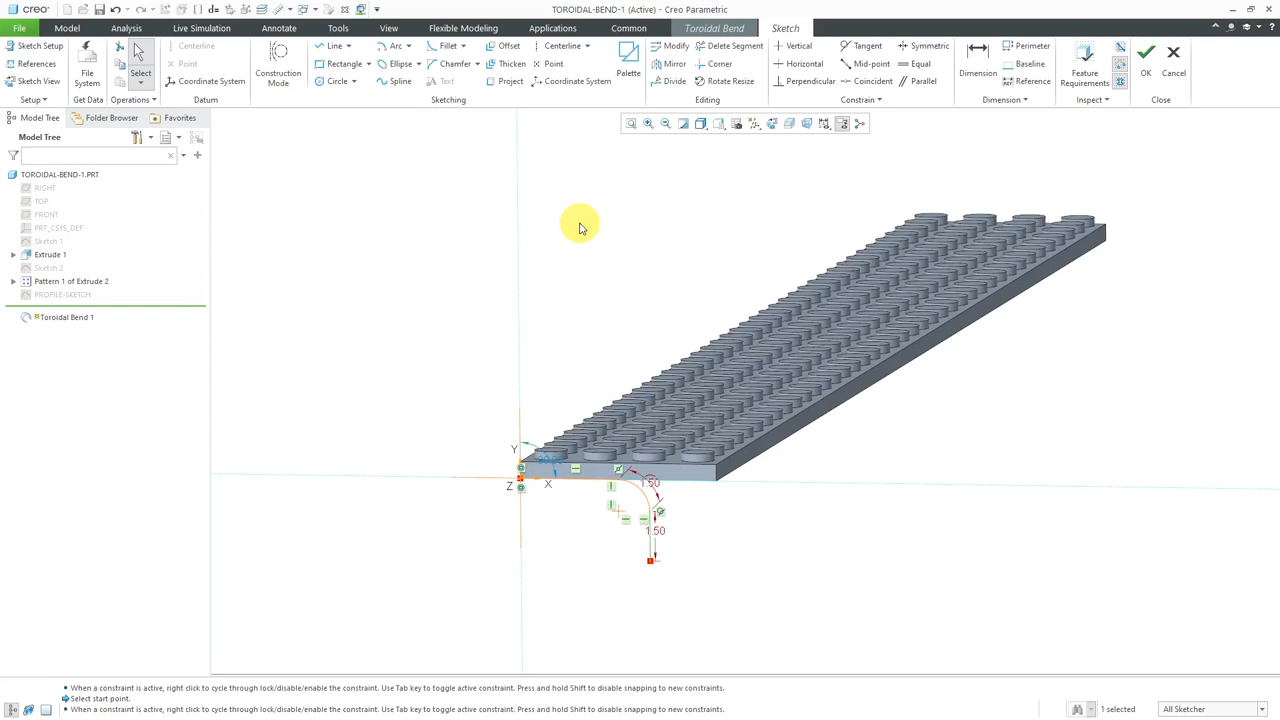 creo
TOROIDAL-BEND-1 (Active) - Creo Parametric
File Model Analysis Live Simulation Annotate Tools View Flexible Modeling Applications Common Toroidal Bend Sketch
Sketch Setup
References
Sketch View
Setup
File System
Get Data
Select
Operations
Centerline
Point
Coordinate System
Datum
Construction Mode
Line Arc Fillet Offset Centerline
Rectangle Ellipse Chamfer Thicken Point
Circle Spline Text Project Coordinate System
Palette
Sketching
Modify Delete Segment
Mirror Corner
Divide Rotate Resize
Editing
Vertical Tangent Symmetric
Horizontal Mid-point Equal
Perpendicular Coincident Parallel
Constrain
Dimension
Perimeter
Baseline
Reference
Dimension
Feature Requirements
Inspect
OK Cancel
Close
Model Tree Folder Browser Favorites
Model Tree
TOROIDAL-BEND-1.PRT
RIGHT
TOP
FRONT
PRT_CSYS_DEF
Sketch 1
Extrude 1
Sketch 2
Pattern 1 of Extrude 2
PROFILE-SKETCH
Toroidal Bend 1
Y
X
Z
1.50
1.50
When a constraint is active, right click to cycle through lock/disable/enable the constraint. Use Tab key to toggle active constraint. Press and hold Shift to disable snapping to new constraints.
Select start point.
When a constraint is active, right click to cycle through lock/disable/enable the constraint. Use Tab key to toggle active constraint. Press and hold Shift to disable snapping to new constraints.
1 selected
All Sketcher